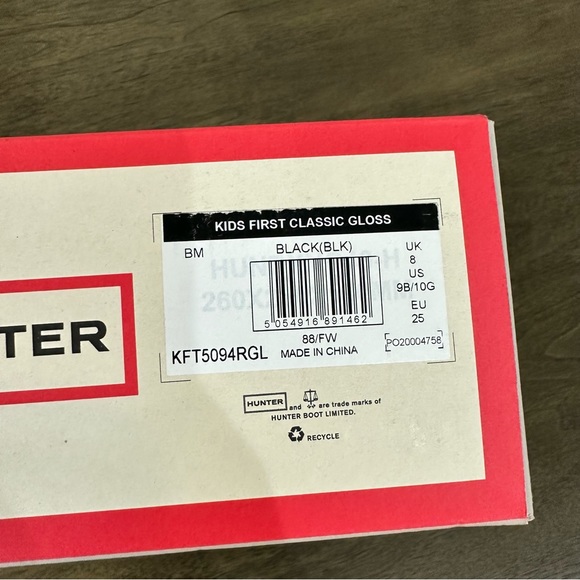 KIDS FIRST CLASSIC GLOSS
BM
BLACK(BLK)
UK
8
US
9B/10G
EU
25
5 054916 891462
88/FW
MADE IN CHINA
KFT5094RGL
PO20004758
TER
HUNTER and are trade marks of
HUNTER BOOT LIMITED.
RECYCLE